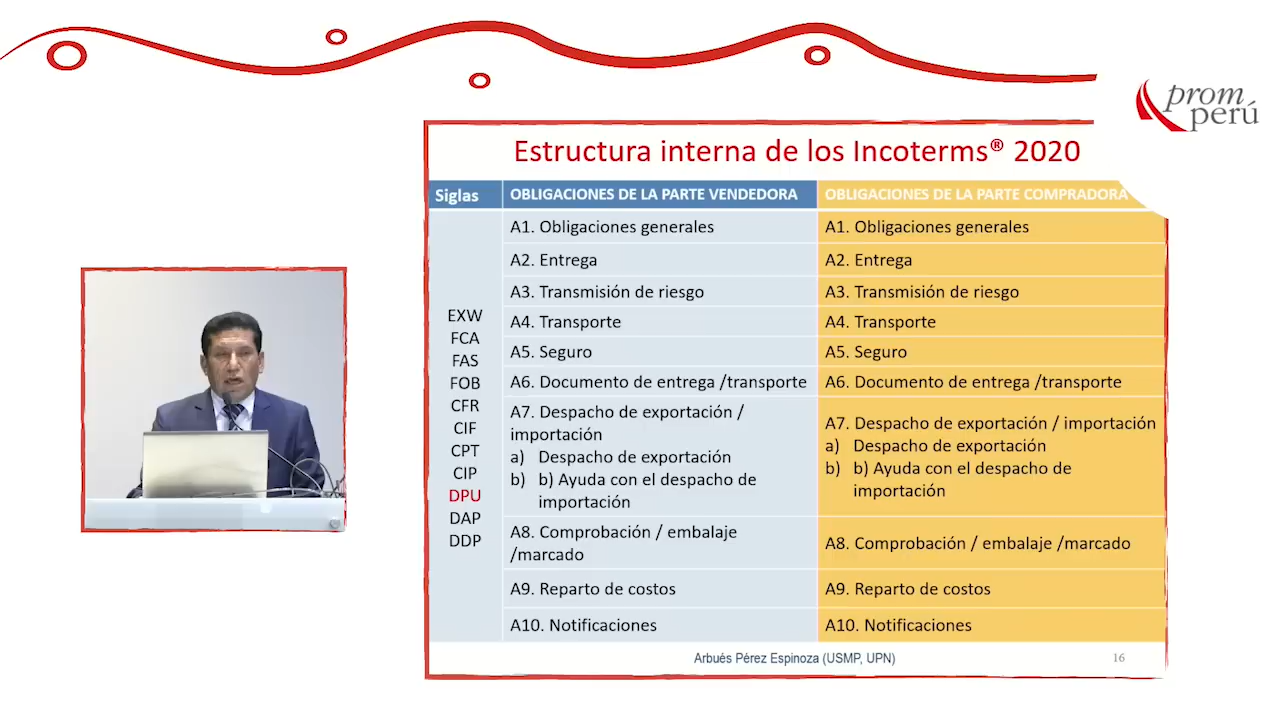 prom
perú
Estructura interna de los Incoterms® 2020
Siglas
OBLIGACIONES DE LA PARTE VENDEDORA
OBLIGACIONES DE LA PARTE COMPRADORA
EXW
FCA
FAS
FOB
CFR
CIF
CPT
CIP
DPU
DAP
DDP
A1. Obligaciones generales
A2. Entrega
A3. Transmisión de riesgo
A4. Transporte
A5. Seguro
A6. Documento de entrega /transporte
A7. Despacho de exportación /
importación
a) Despacho de exportación
b) b) Ayuda con el despacho de
importación
A8. Comprobación / embalaje
/marcado
A9. Reparto de costos
A10. Notificaciones
A1. Obligaciones generales
A2. Entrega
A3. Transmisión de riesgo
A4. Transporte
A5. Seguro
A6. Documento de entrega /transporte
A7. Despacho de exportación / importación
a) Despacho de exportación
b) b) Ayuda con el despacho de
importación
A8. Comprobación / embalaje /marcado
A9. Reparto de costos
A10. Notificaciones
Arbués Pérez Espinoza (USMP, UPN)
16